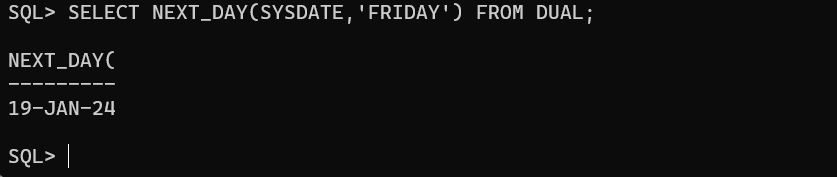 SQL> SELECT NEXT_DAY(SYSDATE,'FRIDAY') FROM DUAL;
NEXT_DAY(
---------
19-JAN-24
SQL>